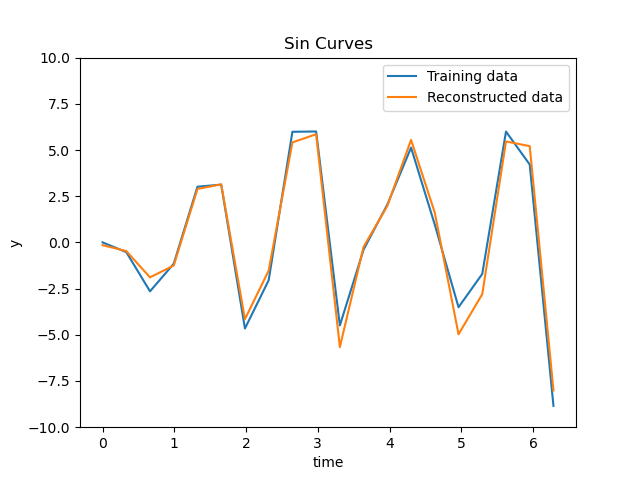 Sin Curves
Training data
Reconstructed data
10.0
7.5
5.0
2.5
0.0
−2.5
−5.0
−7.5
−10.0
y
0 1 2 3 4 5 6
time